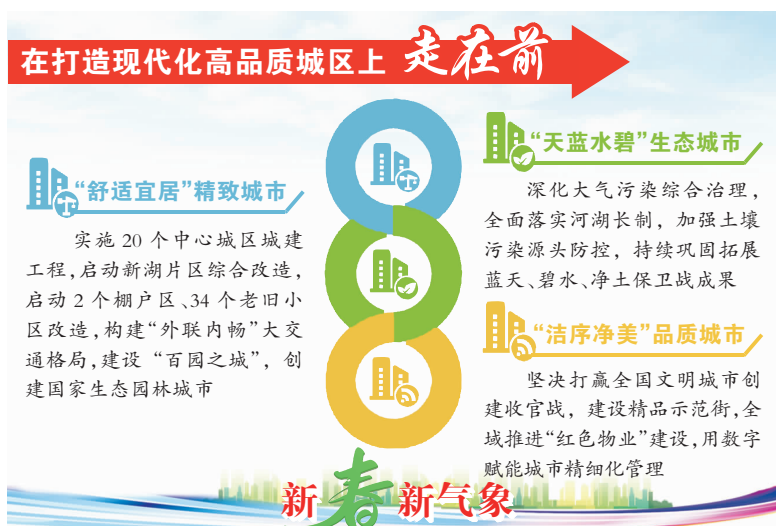 在打造现代化高品质城区上 走在前
“舒适宜居”精致城市
实施 20 个中心城区城建
工程，启动新湖片区综合改造，
启动 2 个棚户区、34 个老旧小
区改造，构建“外联内畅”大交
通格局，建设“百园之城”，创
建国家生态园林城市
“天蓝水碧”生态城市
深化大气污染综合治理，
全面落实河湖长制，加强土壤
污染源头防控，持续巩固拓展
蓝天、碧水、净土保卫战成果
“洁序净美”品质城市
坚决打赢全国文明城市创
建收官战，建设精品示范街，全
域推进“红色物业”建设，用数字
赋能城市精细化管理
新春新气象